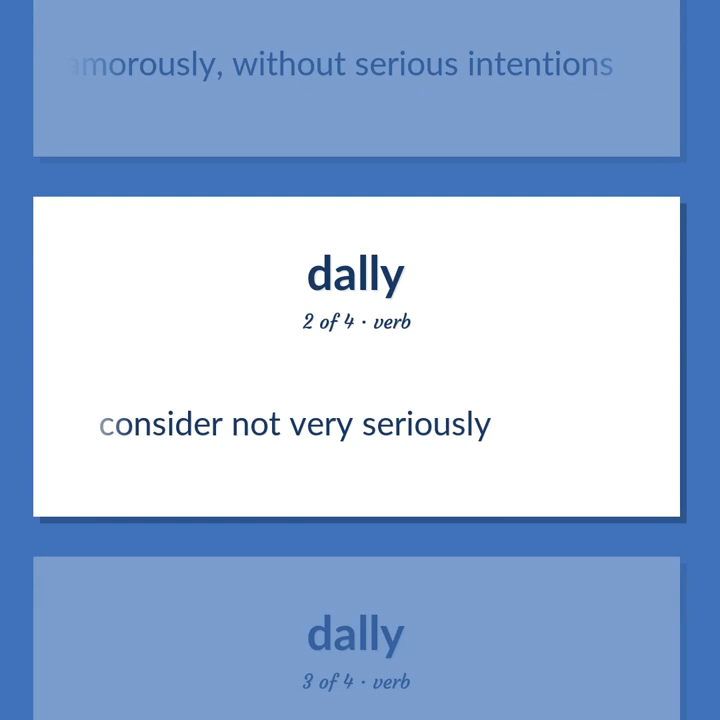 amorously, without serious intentions
dally
2 of 4 · verb
consider not very seriously
dally
3 of 4 · verb